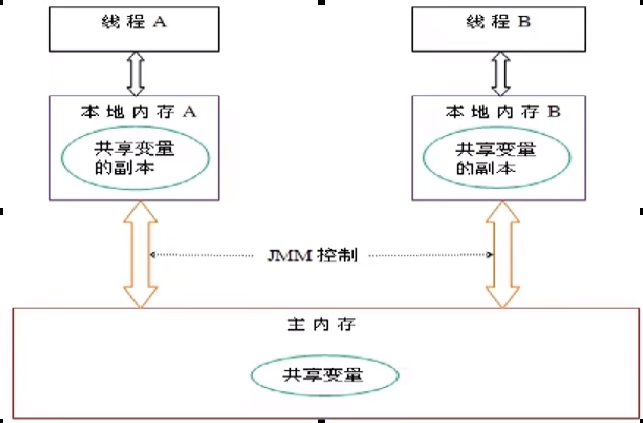 线程 A
线程 B
本地内存 A
本地内存 B
共享变量
的副本
共享变量
的副本
JMM 控制
主内存
共享变量